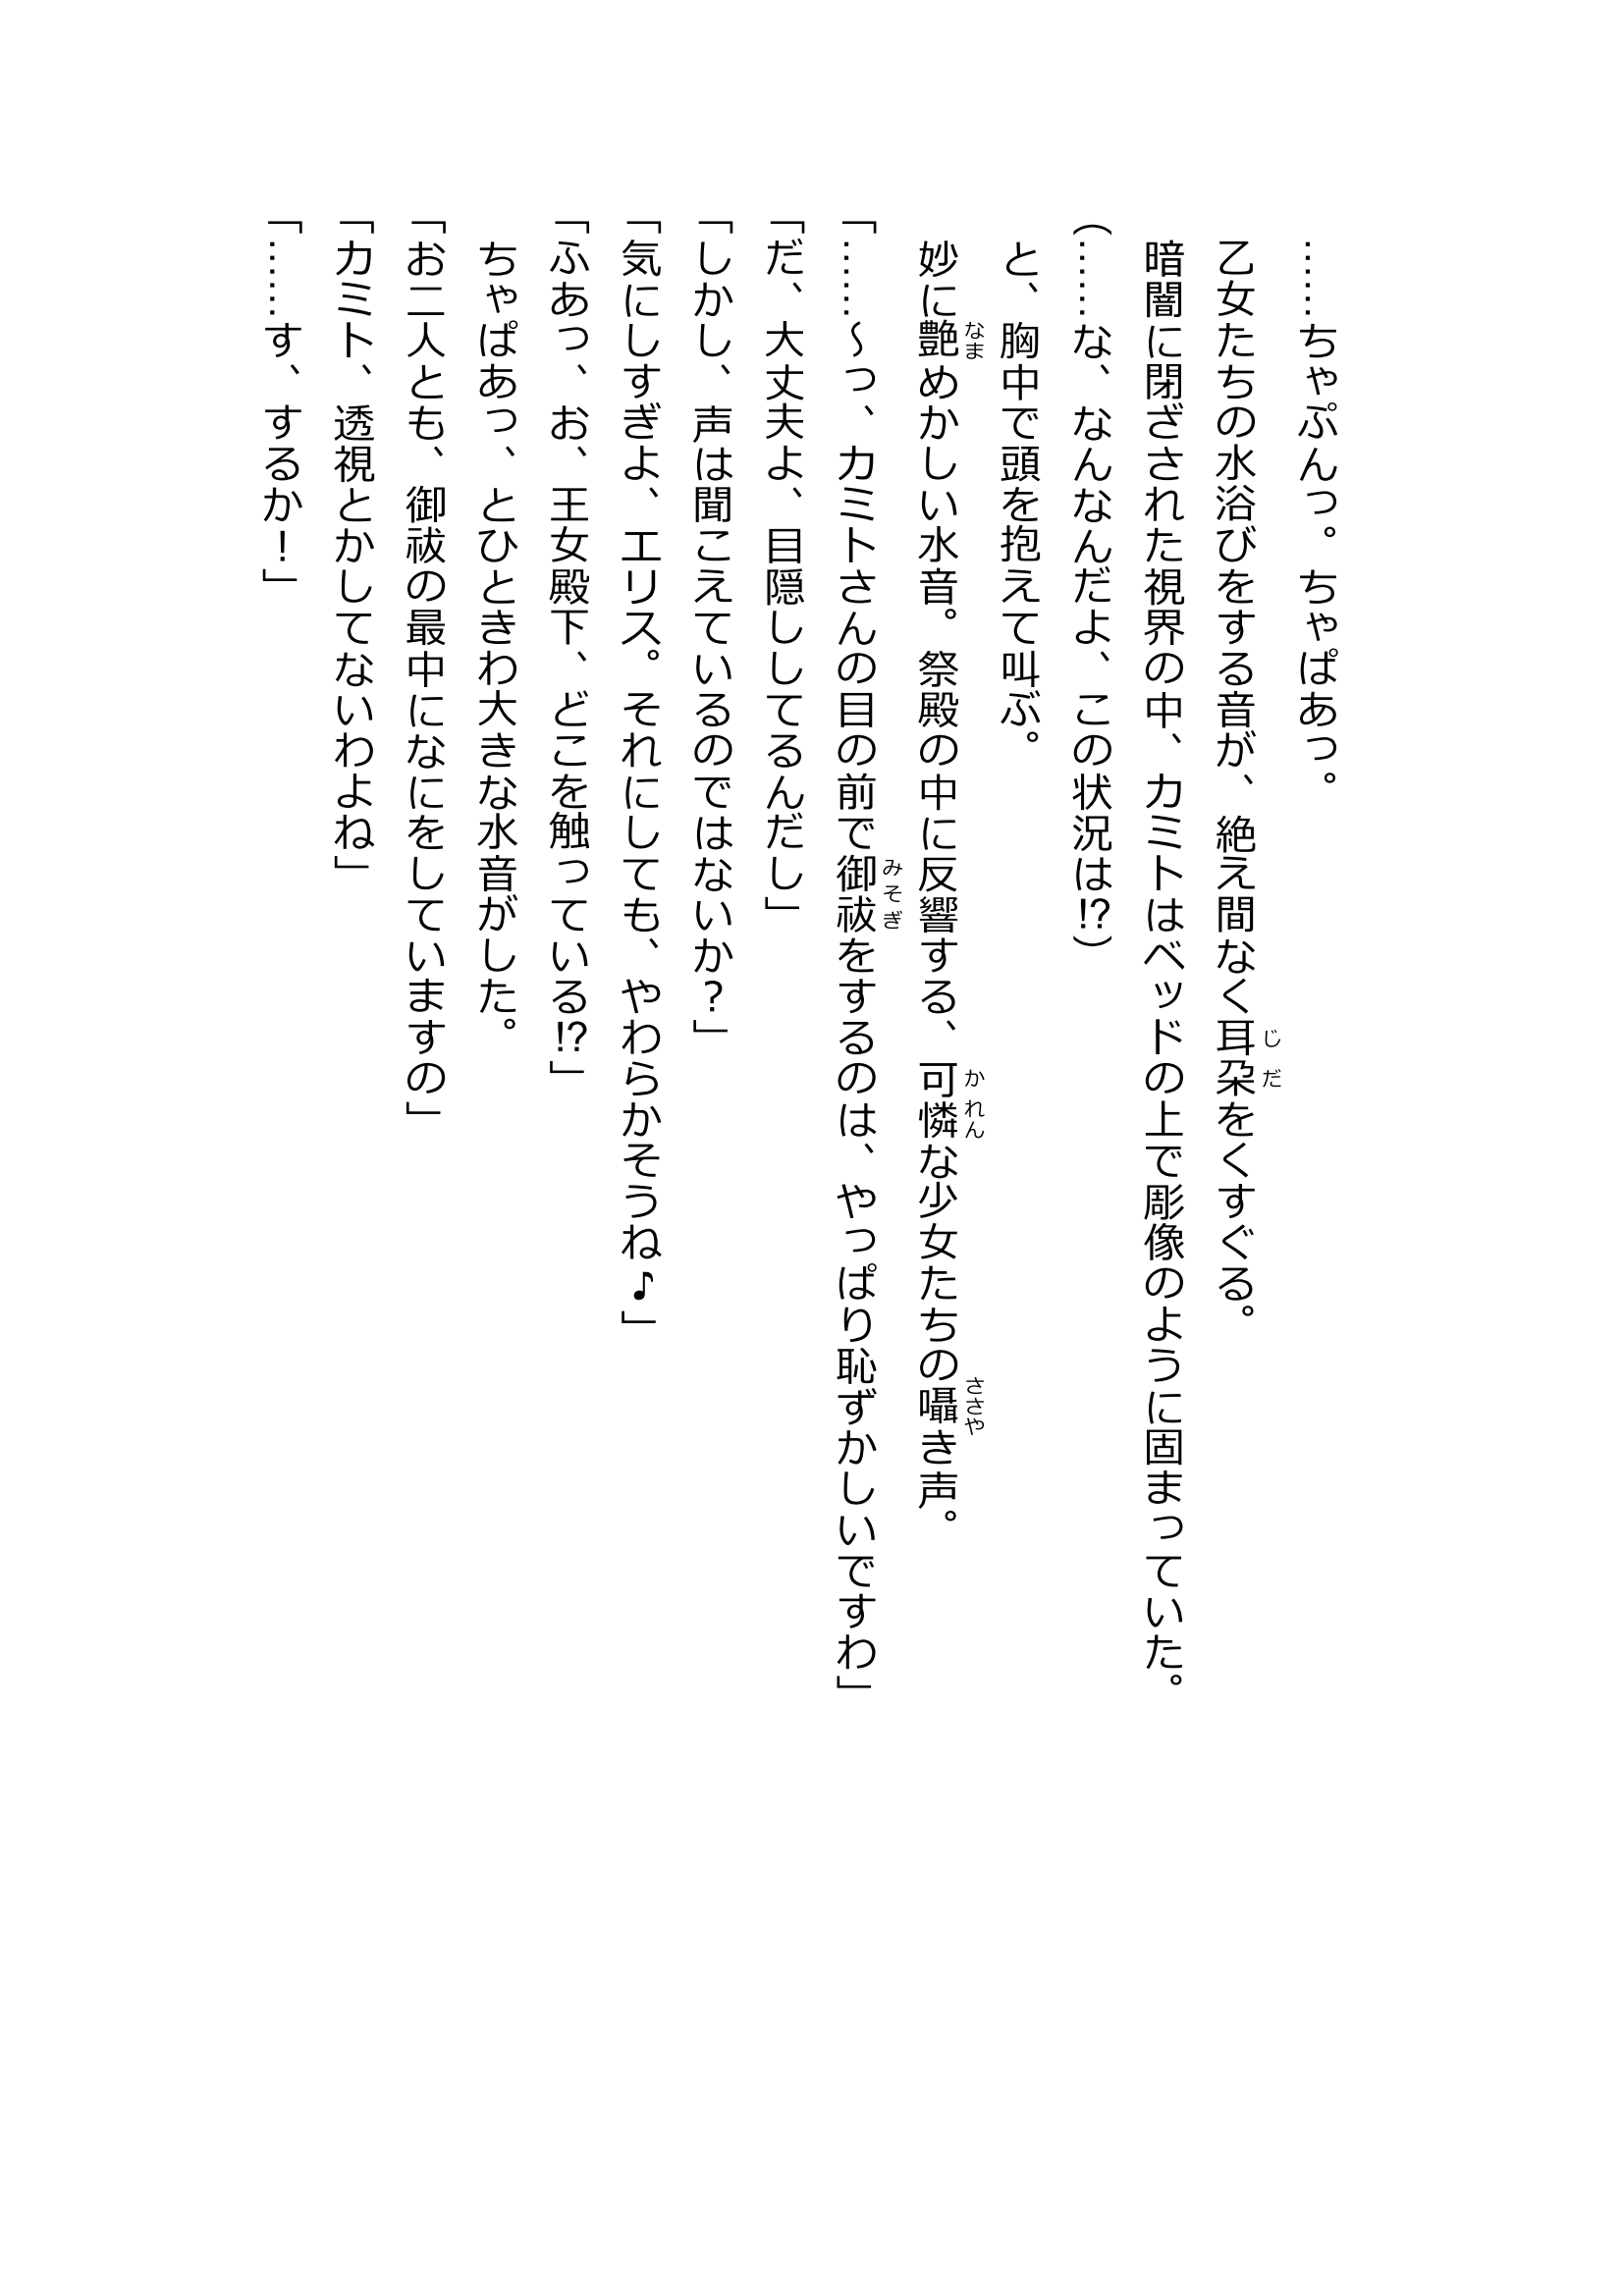 ……ちゃぷんっ。ちゃぱあっ。
乙女たちの水浴びをする音が、絶え間なく耳朶をくすぐる。
暗闇に閉ざされた視界の中、カミトはベッドの上で彫像のように固まっていた。
（……な、なんなんだよ、この状況は⁉）
と、胸中で頭を抱えて叫ぶ。
妙に艶めかしい水音。祭殿の中に反響する、可憐な少女たちの囁き声。
「……～っ、カミトさんの目の前で御祓をするのは、やっぱり恥ずかしいですわ」
「だ、大丈夫よ、目隠ししてるんだし」
「しかし、声は聞こえているのではないか？」
「気にしすぎよ、エリス。それにしても、やわらかそうね♪」
「ふあっ、お、王女殿下、どこを触っている⁉」
ちゃぱあっ、とひときわ大きな水音がした。
「お二人とも、御祓の最中になにをしていますの」
「カミト、透視とかしてないわよね」
「……す、するか！」